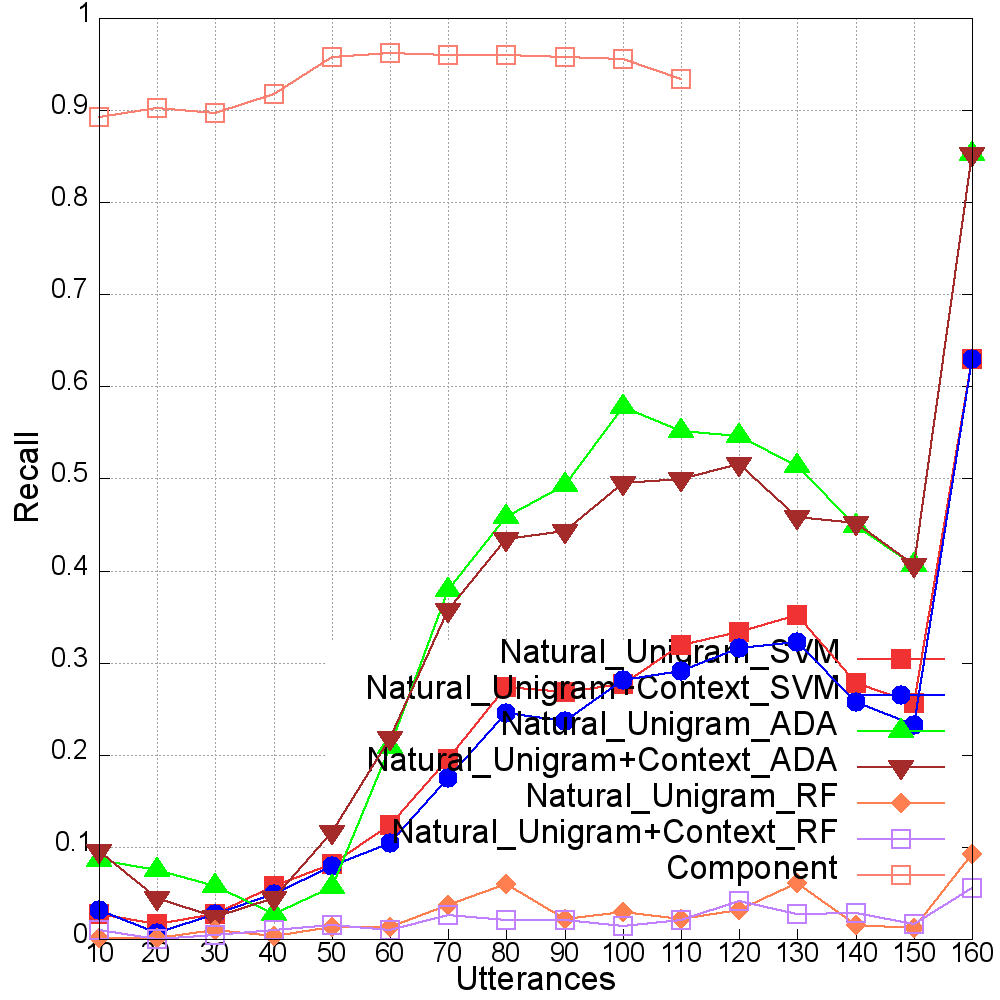 1
0.9
0.8
0.7
0.6
0.5
0.4
0.3
0.2
0.1
0
Recall
Natural_Unigram_SVM
Natural_Unigram+Context_SVM
Natural_Unigram_ADA
Natural_Unigram+Context_ADA
Natural_Unigram_RF
Natural_Unigram+Context_RF
Component
10 20 30 40 50 60 70 80 90 100 110 120 130 140 150 160
Utterances